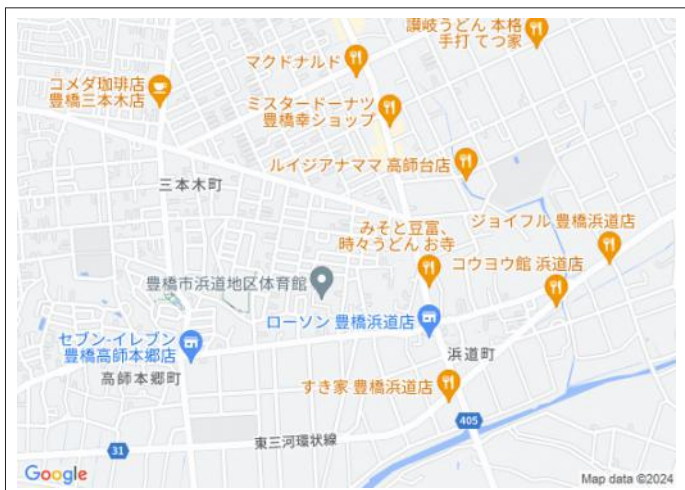 讃岐うどん 本格
手打 てつ家
マクドナルド
コメダ珈琲店
豊橋三本木店
ミスタードーナツ
豊橋幸ショップ
ルイジアナママ 高師台店
三本木町
みそと豆富、
時々うどん お寺
ジョイフル 豊橋浜道店
コウヨウ館 浜道店
豊橋市浜道地区体育館
ローソン 豊橋浜道店
セブン-イレブン
豊橋高師本郷店
浜道町
高師本郷町
すき家 豊橋浜道店
405
東三河環状線
31
Google
Map data ©2024